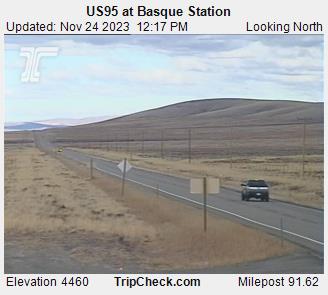 US95 at Basque Station
Updated: Nov 24 2023 12:17 PM Looking North
Elevation 4460 TripCheck.com Milepost 91.62